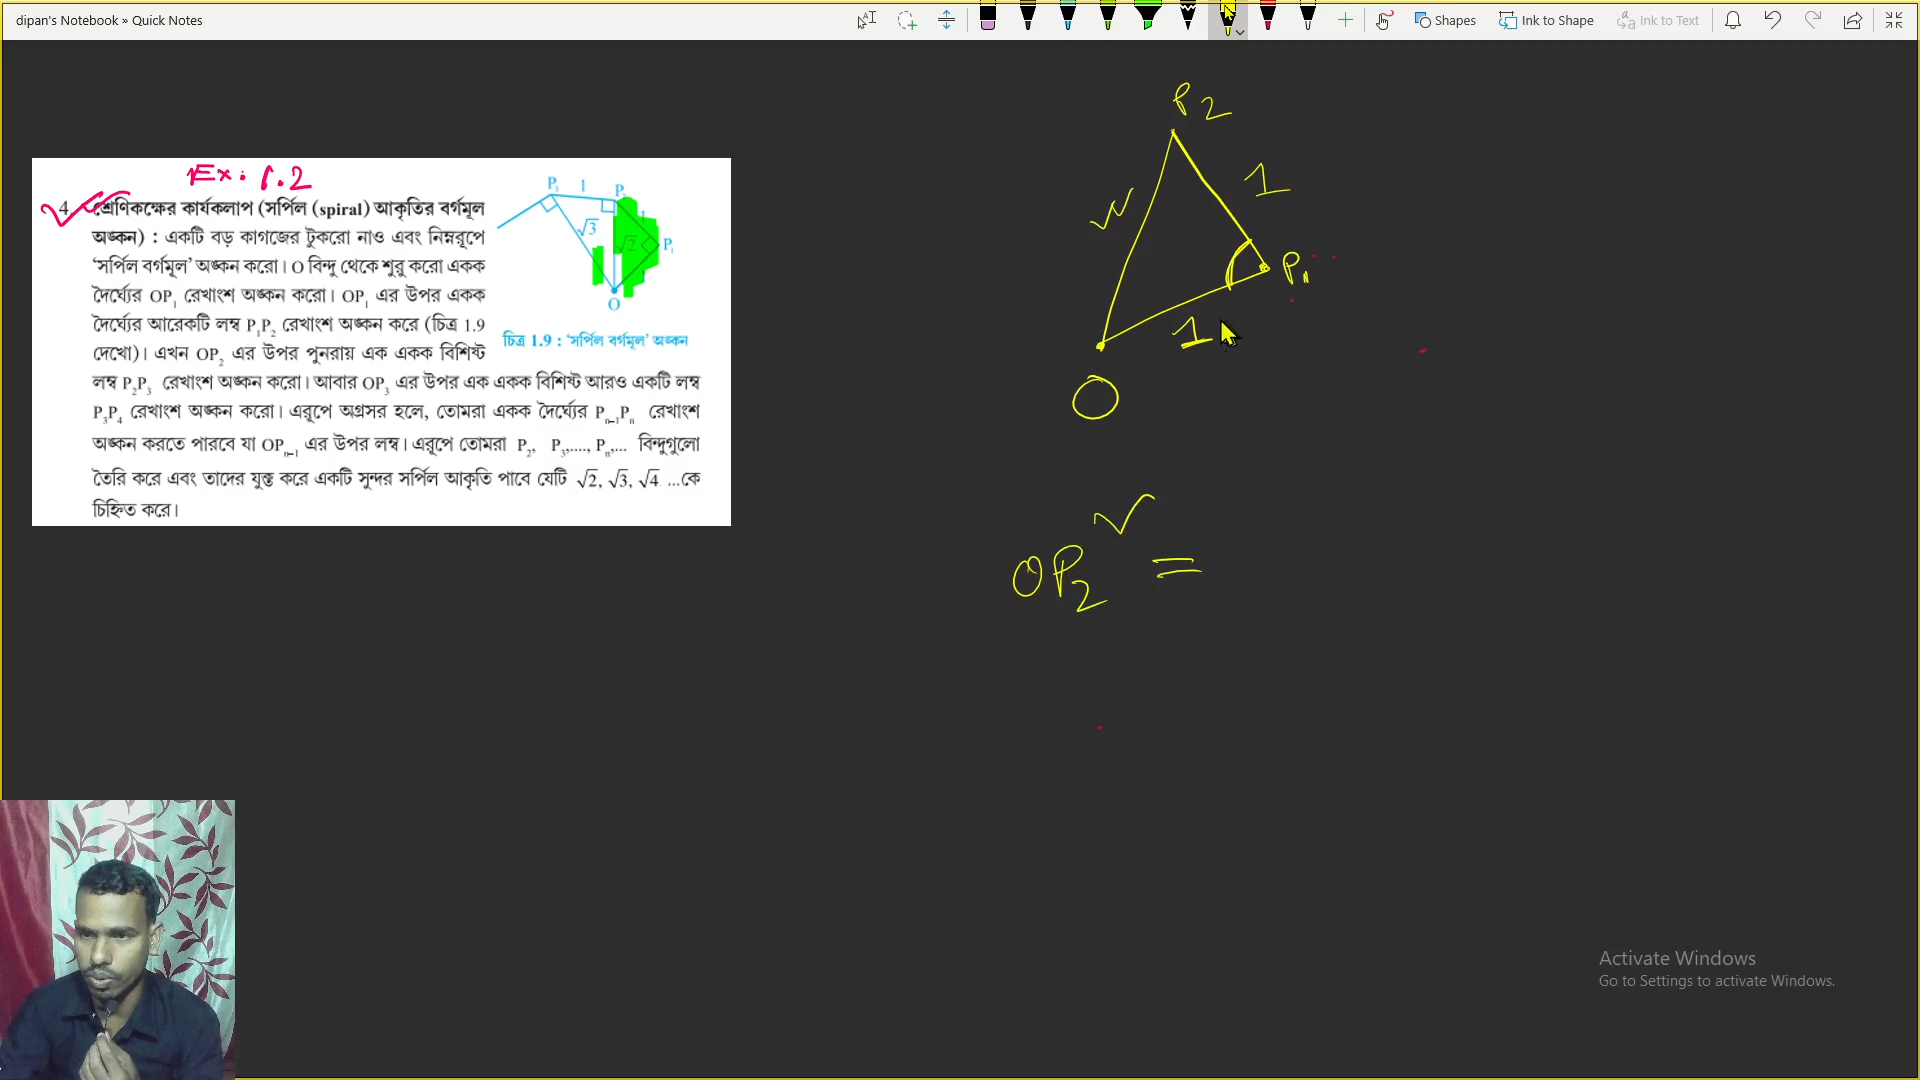 dipan's Notebook » Quick Notes
Shapes
Ink to Shape
Ink to Text
Ex: 1.2
4. শ্রেণিকক্ষের কার্যকলাপ (সর্পিল (spiral) আকৃতির বর্গমূল
অঙ্কন) : একটি বড় কাগজের টুকরো নাও এবং নিম্নরূপে
‘সর্পিল বর্গমূল’ অঙ্কন করো। O বিন্দু থেকে শুরু করো একক
দৈর্ঘ্যের OP₁ রেখাংশ অঙ্কন করো। OP₁ এর উপর একক
দৈর্ঘ্যের আরেকটি লম্ব P₁P₂ রেখাংশ অঙ্কন করে (চিত্র 1.9
দেখো)। এখন OP₂ এর উপর পুনরায় এক একক বিশিষ্ট
লম্ব P₂P₃ রেখাংশ অঙ্কন করো। আবার OP₃ এর উপর এক একক বিশিষ্ট আরও একটি লম্ব
P₃P₄ রেখাংশ অঙ্কন করো। এরূপে অগ্রসর হলে, তোমরা একক দৈর্ঘ্যের Pₙ₋₁Pₙ রেখাংশ
অঙ্কন করতে পারবে যা OPₙ₋₁ এর উপর লম্ব। এরূপে তোমরা P₂, P₃,...., Pₙ,... বিন্দুগুলো
তৈরি করে এবং তাদের যুক্ত করে একটি সুন্দর সর্পিল আকৃতি পাবে যেটি √2, √3, √4 ...কে
চিহ্নিত করে।
P₃ 1 P₂
√3 1
√2 P₁
O
চিত্র 1.9 : ‘সর্পিল বর্গমূল’ অঙ্কন
P₂
1
P₁
1
O
OP₂ =
Activate Windows
Go to Settings to activate Windows.